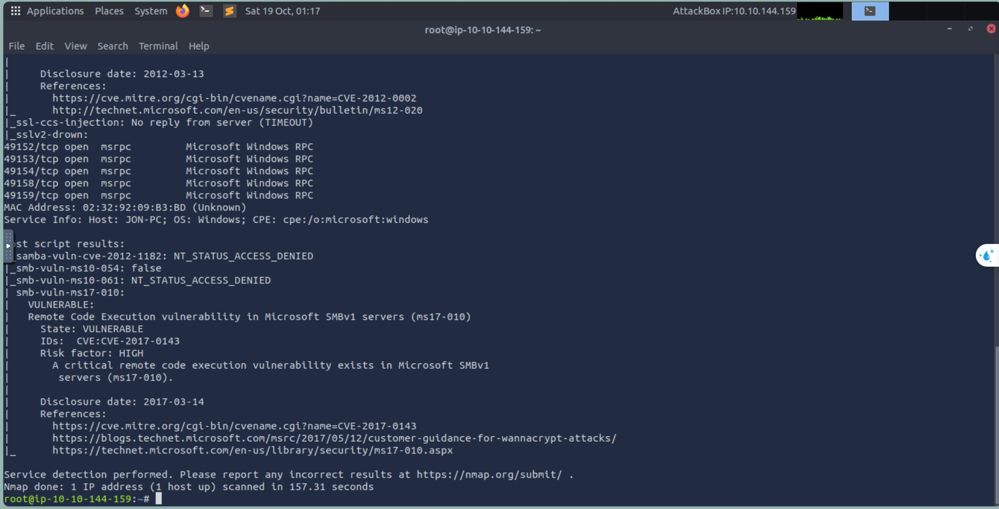 Applications Places System Sat 19 Oct, 01:17 AttackBox IP:10.10.144.159
root@ip-10-10-144-159: ~
File Edit View Search Terminal Help
|
| Disclosure date: 2012-03-13
| References:
| https://cve.mitre.org/cgi-bin/cvename.cgi?name=CVE-2012-0002
|_ http://technet.microsoft.com/en-us/security/bulletin/ms12-020
|_ssl-ccs-injection: No reply from server (TIMEOUT)
|_sslv2-drown:
49152/tcp open msrpc Microsoft Windows RPC
49153/tcp open msrpc Microsoft Windows RPC
49154/tcp open msrpc Microsoft Windows RPC
49158/tcp open msrpc Microsoft Windows RPC
49159/tcp open msrpc Microsoft Windows RPC
MAC Address: 02:32:92:09:B3:BD (Unknown)
Service Info: Host: JON-PC; OS: Windows; CPE: cpe:/o:microsoft:windows
st script results:
_samba-vuln-cve-2012-1182: NT_STATUS_ACCESS_DENIED
|_smb-vuln-ms10-054: false
|_smb-vuln-ms10-061: NT_STATUS_ACCESS_DENIED
| smb-vuln-ms17-010:
| VULNERABLE:
| Remote Code Execution vulnerability in Microsoft SMBv1 servers (ms17-010)
| State: VULNERABLE
| IDs: CVE:CVE-2017-0143
| Risk factor: HIGH
| A critical remote code execution vulnerability exists in Microsoft SMBv1
| servers (ms17-010).
|
| Disclosure date: 2017-03-14
| References:
| https://cve.mitre.org/cgi-bin/cvename.cgi?name=CVE-2017-0143
| https://blogs.technet.microsoft.com/msrc/2017/05/12/customer-guidance-for-wannacrypt-attacks/
|_ https://technet.microsoft.com/en-us/library/security/ms17-010.aspx
Service detection performed. Please report any incorrect results at https://nmap.org/submit/ .
Nmap done: 1 IP address (1 host up) scanned in 157.31 seconds
root@ip-10-10-144-159:~#